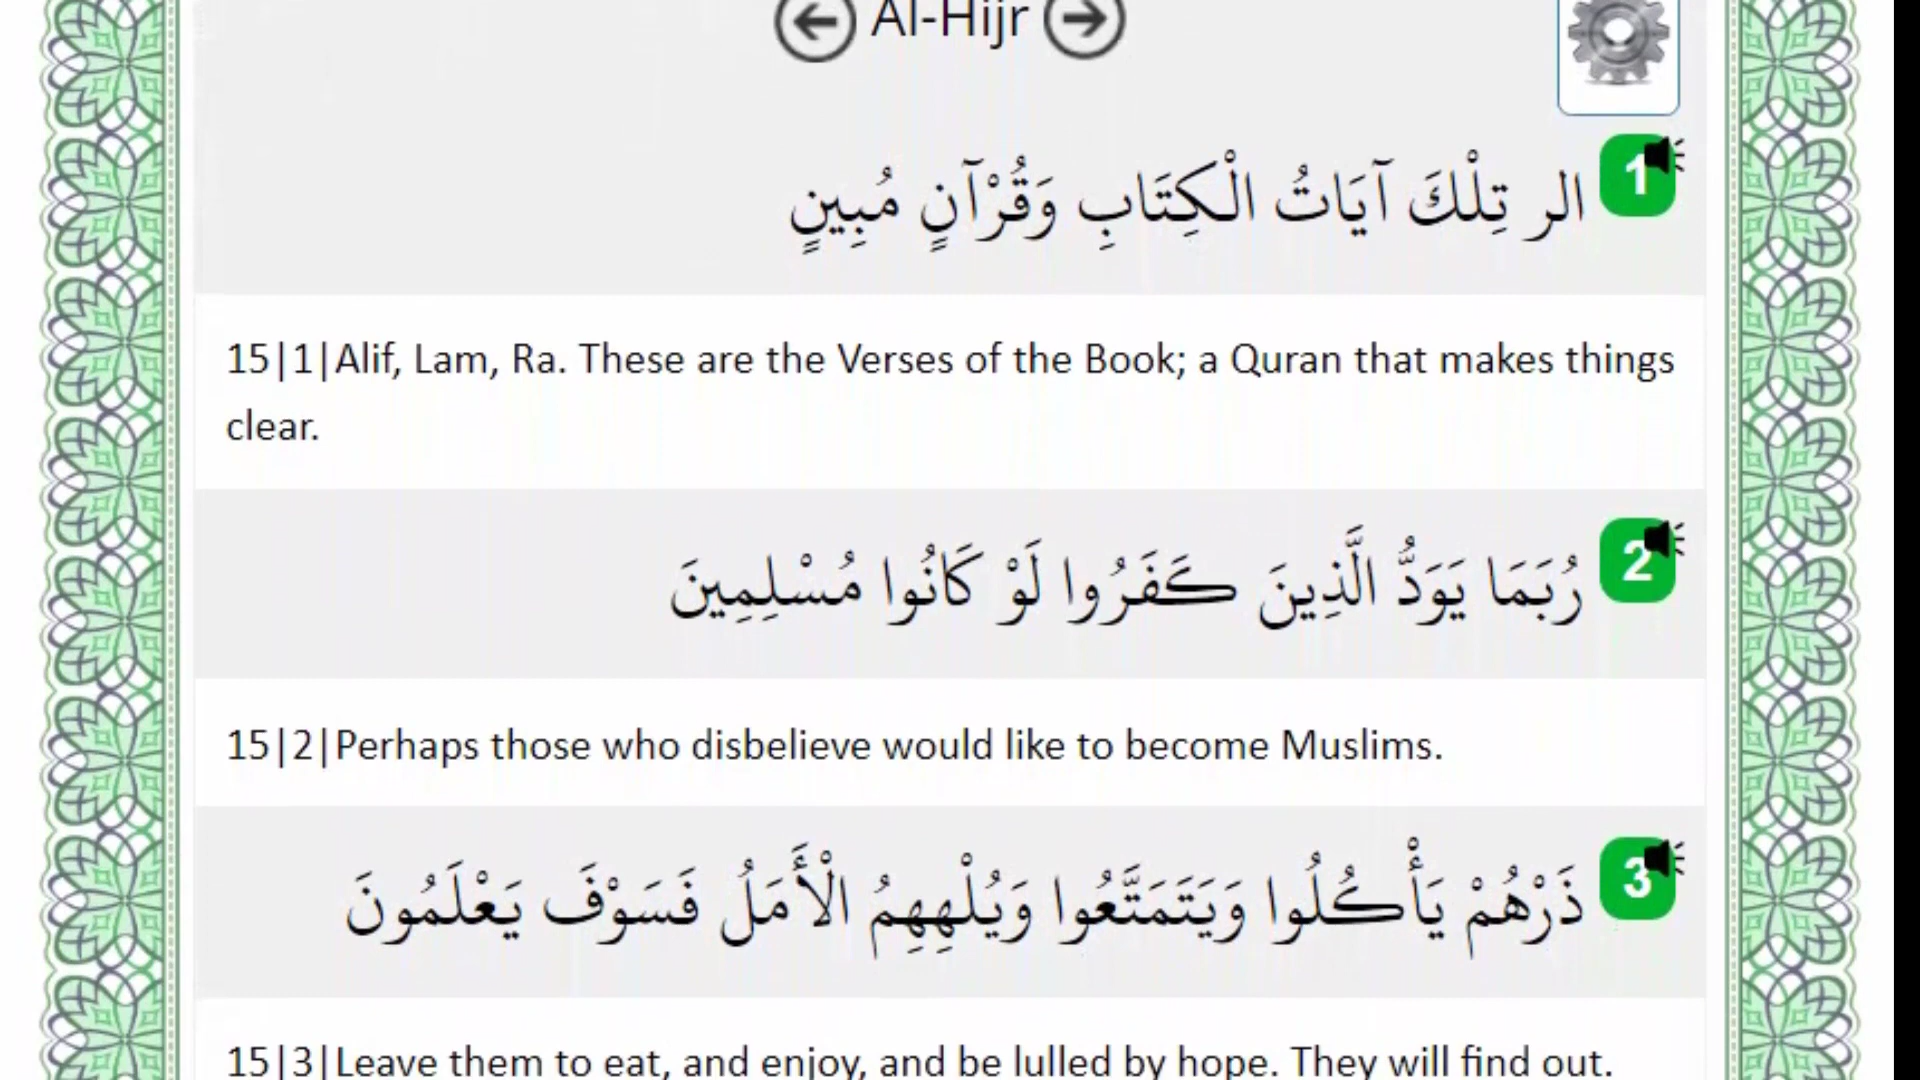 Al-Hijr
1
الر تِلْكَ آيَاتُ الْكِتَابِ وَقُرْآنٍ مُبِينٍ
15|1|Alif, Lam, Ra. These are the Verses of the Book; a Quran that makes things
clear.
2
رُبَمَا يَوَدُّ الَّذِينَ كَفَرُوا لَوْ كَانُوا مُسْلِمِينَ
15|2|Perhaps those who disbelieve would like to become Muslims.
3
ذَرْهُمْ يَأْكُلُوا وَيَتَمَتَّعُوا وَيُلْهِهِمُ الْأَمَلُ فَسَوْفَ يَعْلَمُونَ
15|3|Leave them to eat, and enjoy, and be lulled by hope. They will find out.